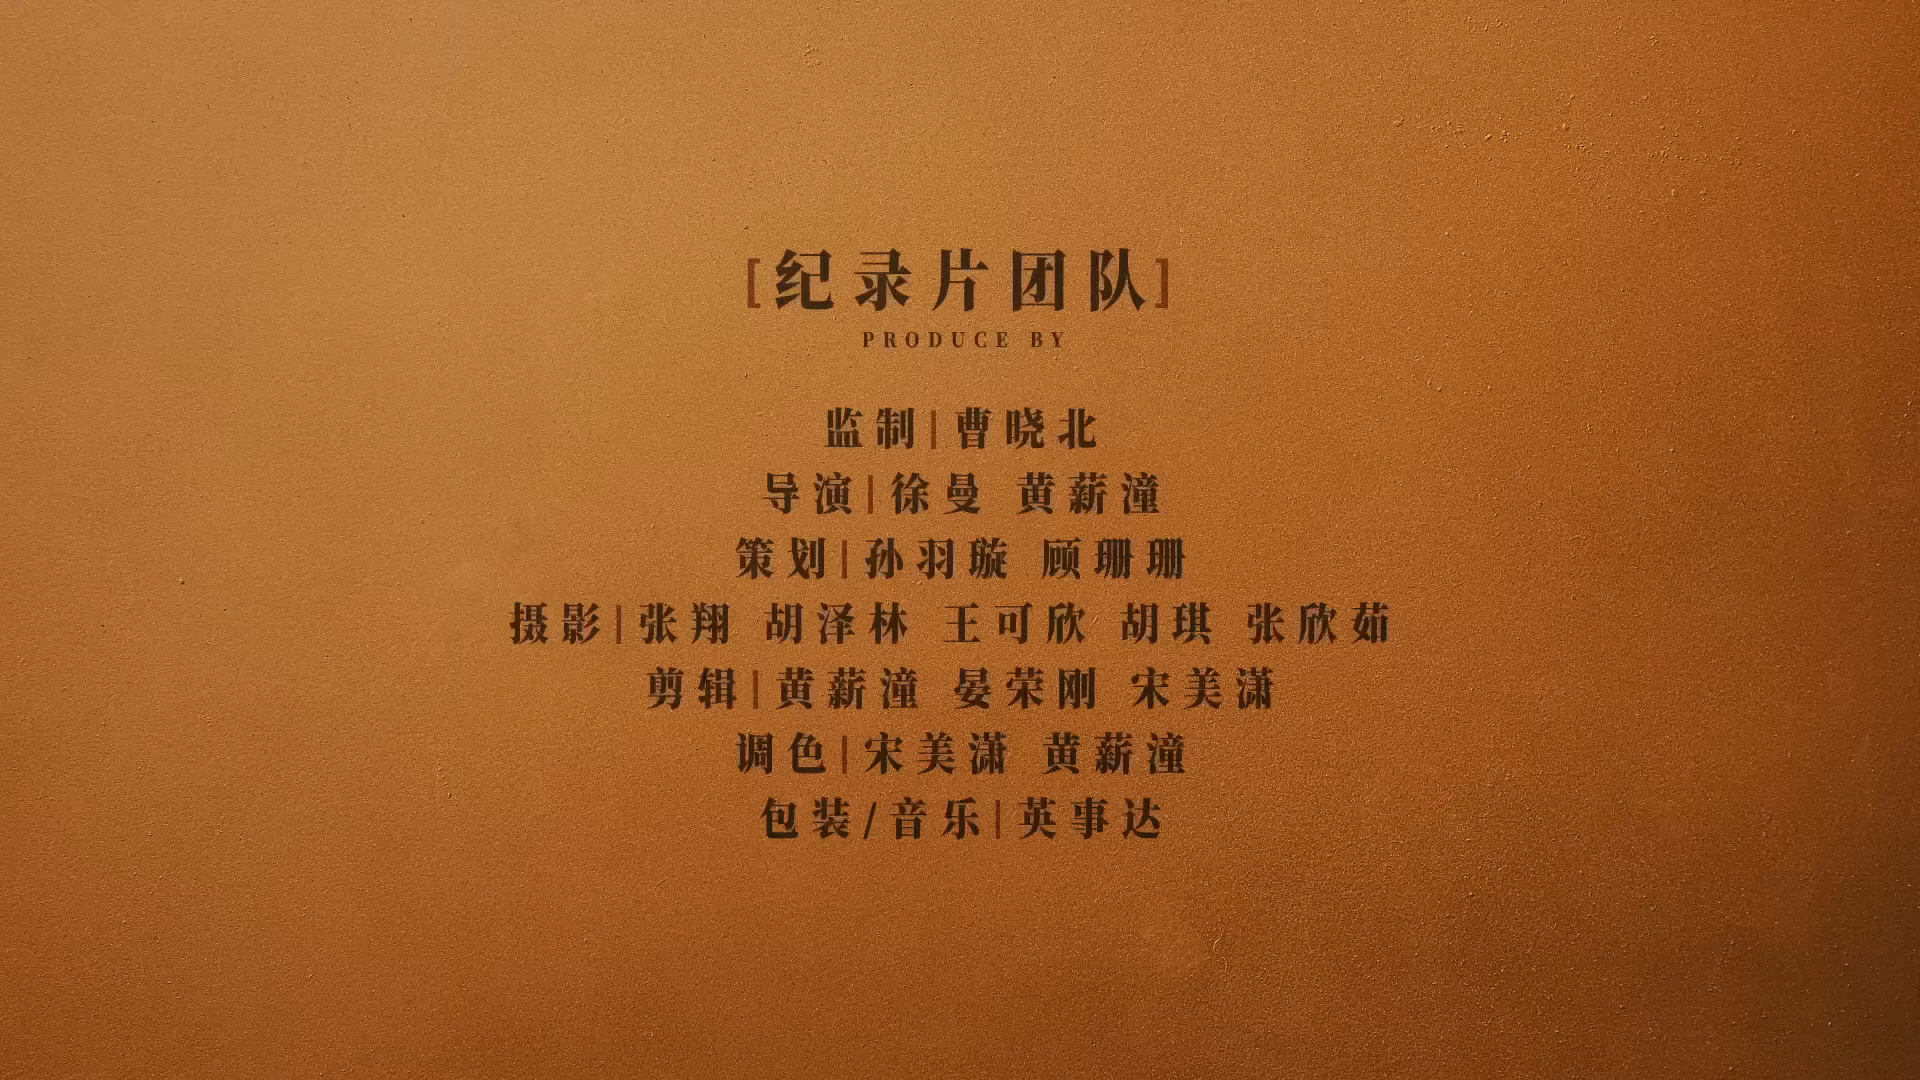 [纪录片团队]
PRODUCE BY
监制|曹晓北
导演|徐曼 黄薪潼
策划|孙羽璇 顾珊珊
摄影|张翔 胡泽林 王可欣 胡琪 张欣茹
剪辑|黄薪潼 晏荣刚 宋美潇
调色|宋美潇 黄薪潼
包装/音乐|英事达